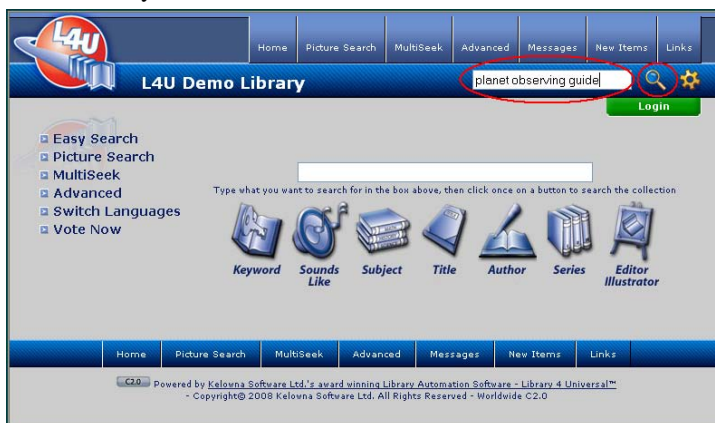 L4U
Home Picture Search MultiSeek Advanced Messages New Items Links
L4U Demo Library
planet observing guide
Login
Easy Search
Picture Search
MultiSeek
Advanced
Switch Languages
Vote Now
Type what you want to search for in the box above, then click once on a button to search the collection
Keyword Sounds Like Subject Title Author Series Editor Illustrator
Home Picture Search MultiSeek Advanced Messages New Items Links
C2.0 Powered by Kelowna Software Ltd.'s award winning Library Automation Software - Library 4 Universal™
- Copyright© 2008 Kelowna Software Ltd. All Rights Reserved - Worldwide C2.0